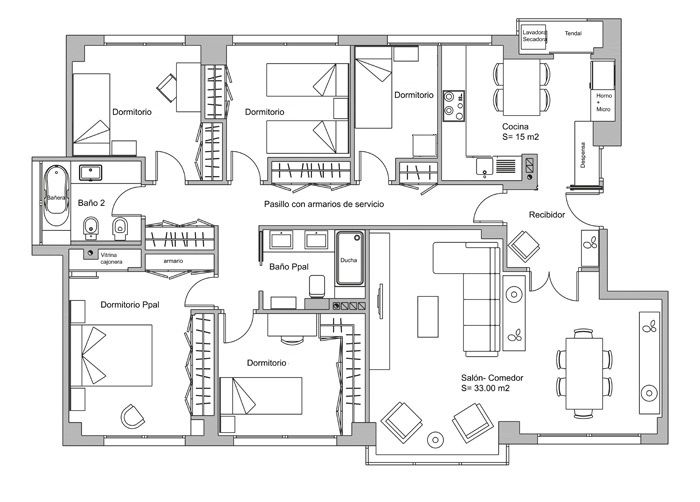 Lavadora
Secadora
Tendal
Dormitorio
Dormitorio
Dormitorio
Horno
+
Micro
Cocina
S= 15 m2
Despensa
Bañera
Baño 2
Pasillo con armarios de servicio
Recibidor
Vitrina
cajonera
armario
Baño Ppal
Ducha
Dormitorio Ppal
Dormitorio
Salón- Comedor
S= 33.00 m2